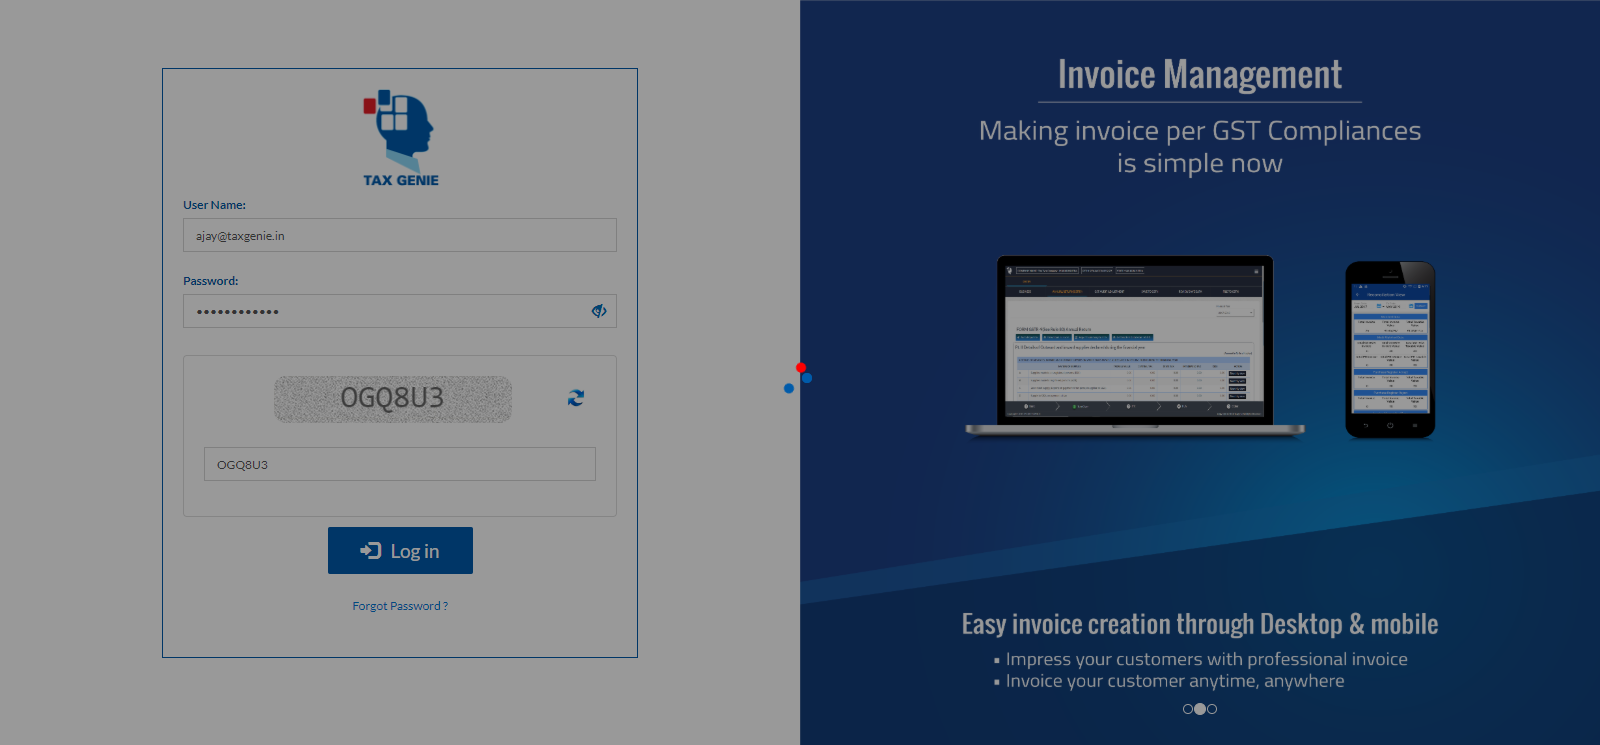 TAX GENIE
User Name:
ajay@taxgenie.in
Password:
••••••••••••
OGQ8U3
OGQ8U3
Log in
Forgot Password ?
Invoice Management
Making invoice per GST Compliances
is simple now
Easy invoice creation through Desktop & mobile
▪ Impress your customers with professional invoice
▪ Invoice your customer anytime, anywhere